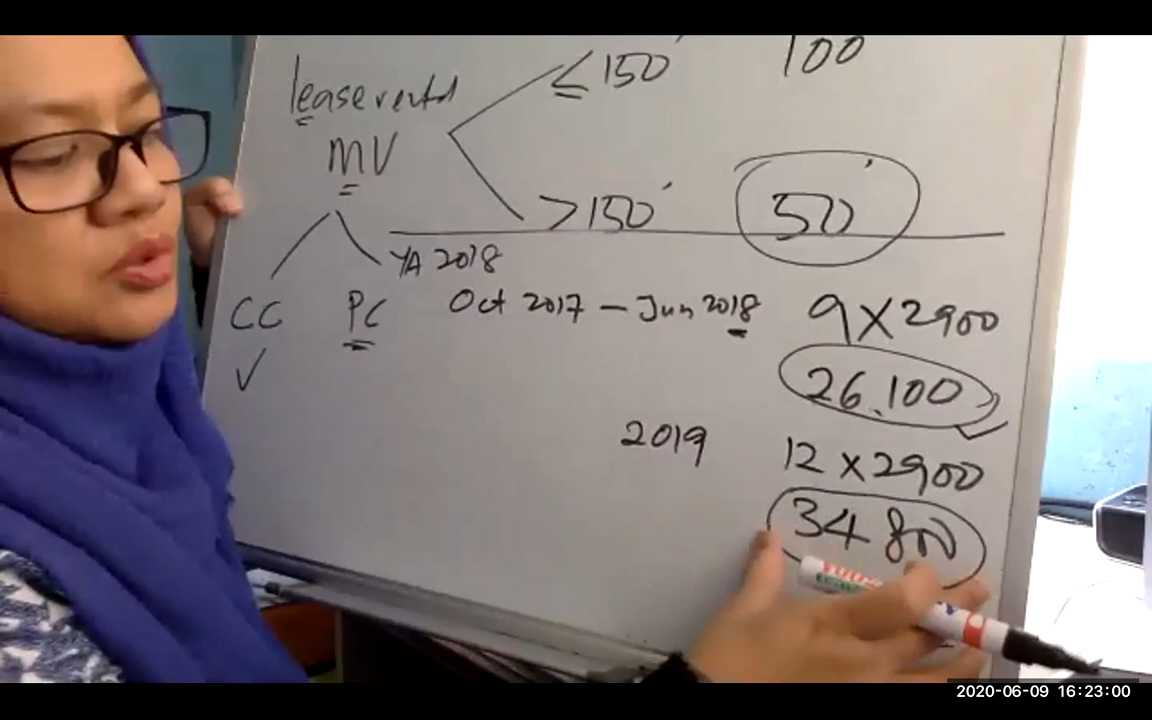 lease rental
≤ 150' 100
MV
> 150' 50'
YA 2018
CC PC Oct 2017 - Jun 2018 9 x 2900
✓ 26,100
2019 12 x 2900
34 800
2020-06-09 16:23:00